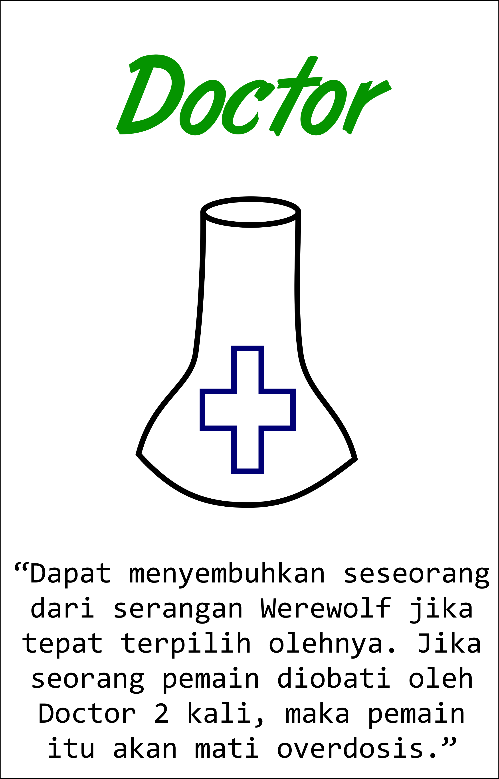 Doctor
“Dapat menyembuhkan seseorang
dari serangan Werewolf jika
tepat terpilih olehnya. Jika
seorang pemain diobati oleh
Doctor 2 kali, maka pemain
itu akan mati overdosis.”